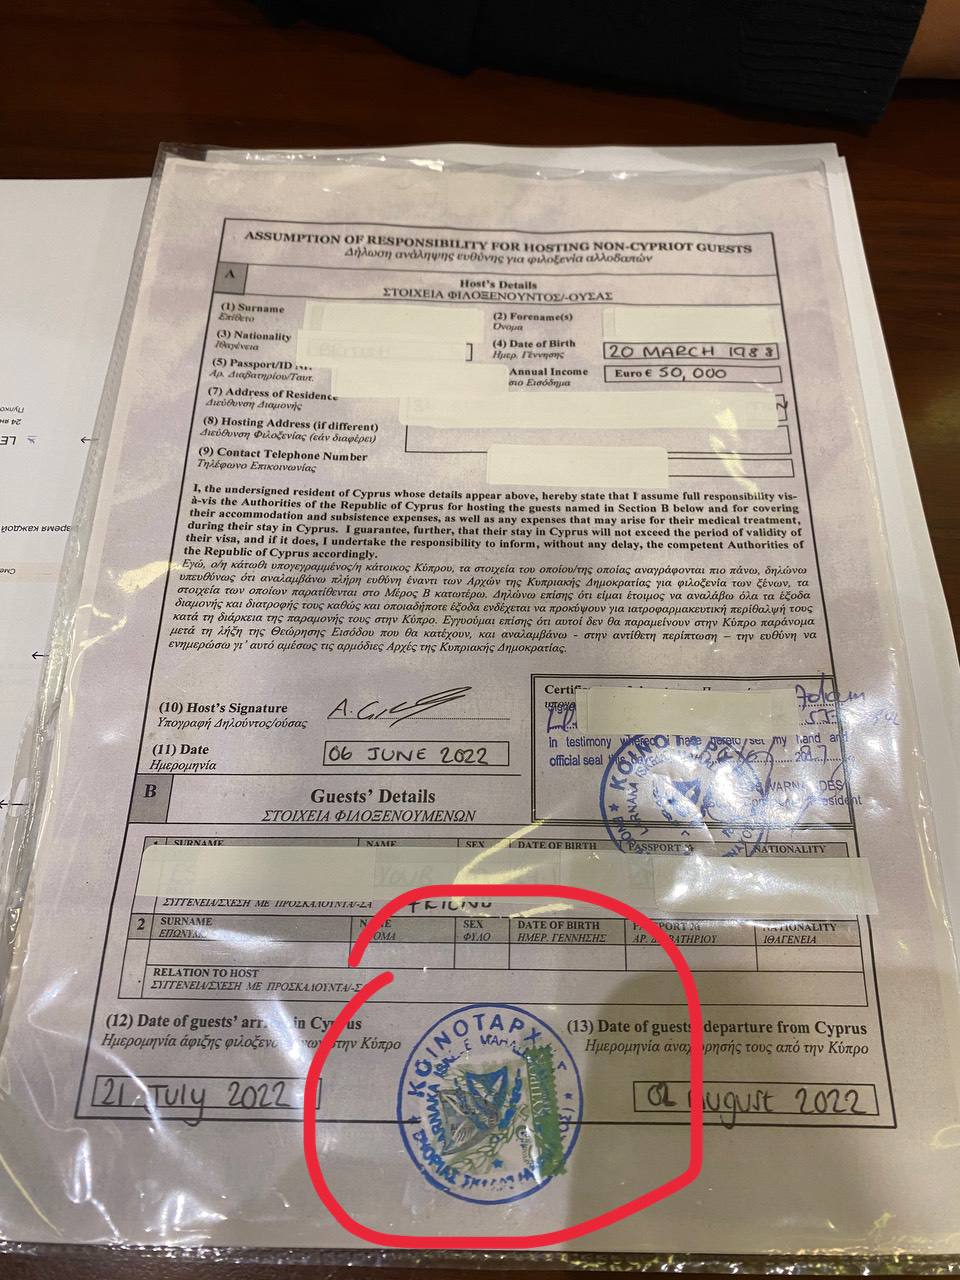 ASSUMPTION OF RESPONSIBILITY FOR HOSTING NON-CYPRIOT GUESTS
Δήλωση ανάληψης ευθύνης για φιλοξενία αλλοδαπών
A
Host's Details
ΣΤΟΙΧΕΙΑ ΦΙΛΟΞΕΝΟΥΝΤΟΣ/-ΟΥΣΑΣ
(1) Surname
Επίθετο
(2) Forename(s)
Όνομα
(3) Nationality
Ιθαγένεια
(4) Date of Birth
Ημερ. Γέννησης
20 MARCH 1988
(5) Passport/ID
Αρ. Διαβατηρίου/Ταυτ.
Annual Income
σιο Εισόδημα
Euro € 50,000
(7) Address of Residence
Διεύθυνση Διαμονής
(8) Hosting Address (if different)
Διεύθυνση Φιλοξενίας (εάν διαφέρει)
(9) Contact Telephone Number
Τηλέφωνο Επικοινωνίας
I, the undersigned resident of Cyprus whose details appear above, hereby state that I assume full responsibility vis-
à-vis the Authorities of the Republic of Cyprus for hosting the guests named in Section B below and for covering
their accommodation and subsistence expenses, as well as any expenses that may arise for their medical treatment,
during their stay in Cyprus. I guarantee, further, that their stay in Cyprus will not exceed the period of validity of
their visa, and if it does, I undertake the responsibility to inform, without any delay, the competent Authorities of
the Republic of Cyprus accordingly.
Εγώ, ο/η κάτωθι υπογεγραμμένος/η κάτοικος Κύπρου, τα στοιχεία του οποίου/της οποίας αναγράφονται πιο πάνω, δηλώνω
υπευθύνως ότι αναλαμβάνω πλήρη ευθύνη έναντι των Αρχών της Κυπριακής Δημοκρατίας για φιλοξενία των ξένων, τα
στοιχεία των οποίων παρατίθενται στο Μέρος Β κατωτέρω. Δηλώνω επίσης ότι είμαι έτοιμος να αναλάβω όλα τα έξοδα
διαμονής και διατροφής τους καθώς και οποιαδήποτε έξοδα ενδέχεται να προκύψουν για ιατροφαρμακευτική περίθαλψή τους
κατά τη διάρκεια της παραμονής τους στην Κύπρο. Εγγυούμαι επίσης ότι αυτοί δεν θα παραμείνουν στην Κύπρο παράνομα
μετά τη λήξη της Θεώρησης Εισόδου που θα κατέχουν, και αναλαμβάνω - στην αντίθετη περίπτωση – την ευθύνη να
ενημερώσω γι' αυτό αμέσως τις αρμόδιες Αρχές της Κυπριακής Δημοκρατίας.
(10) Host's Signature
Υπογραφή Δηλούντος/ούσας
(11) Date
Ημερομηνία
06 JUNE 2022
In testimony whereof I have hereto set my hand and
official seal this
B
Guests' Details
ΣΤΟΙΧΕΙΑ ΦΙΛΟΞΕΝΟΥΜΕΝΩΝ
SURNAME NAME SEX DATE OF BIRTH PASSPORT № NATIONALITY
ΣΥΓΓΕΝΕΙΑ/ΣΧΕΣΗ ΜΕ ΠΡΟΣΚΑΛΟΥΝΤΑ/-ΣΑ FRIEND
2 SURNAME NAME SEX DATE OF BIRTH PASSPORT № NATIONALITY
ΕΠΩΝΥΜΟ ΟΝΟΜΑ ΦΥΛΟ ΗΜΕΡ. ΓΕΝΝΗΣΗΣ ΑΡ. ΔΙΑΒΑΤΗΡΙΟΥ ΙΘΑΓΕΝΕΙΑ
RELATION TO HOST
ΣΥΓΓΕΝΕΙΑ/ΣΧΕΣΗ ΜΕ ΠΡΟΣΚΑΛΟΥΝΤΑ/-Σ
(12) Date of guests' arrival in Cyprus
Ημερομηνία άφιξης φιλοξενουμένων στην Κύπρο
(13) Date of guests' departure from Cyprus
Ημερομηνία αναχώρησής τους από την Κύπρο
21 July 2022
02 August 2022
ΚΟΙΝΟΤΑΡΧ